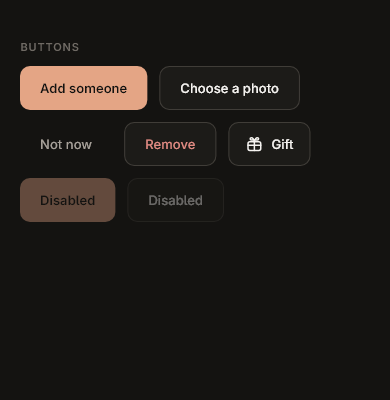 BUTTONS
Add someone
Choose a photo
Not now
Remove
Gift
Disabled
Disabled